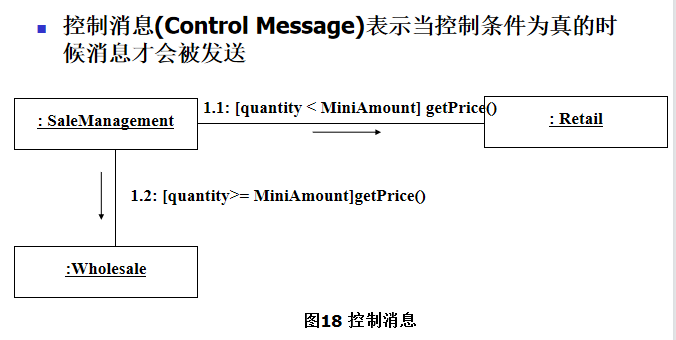 控制消息(Control Message)表示当控制条件为真的时
候消息才会被发送
1.1: [quantity < MiniAmount] getPrice()
: SaleManagement
: Retail
1.2: [quantity>= MiniAmount]getPrice()
:Wholesale
图18 控制消息